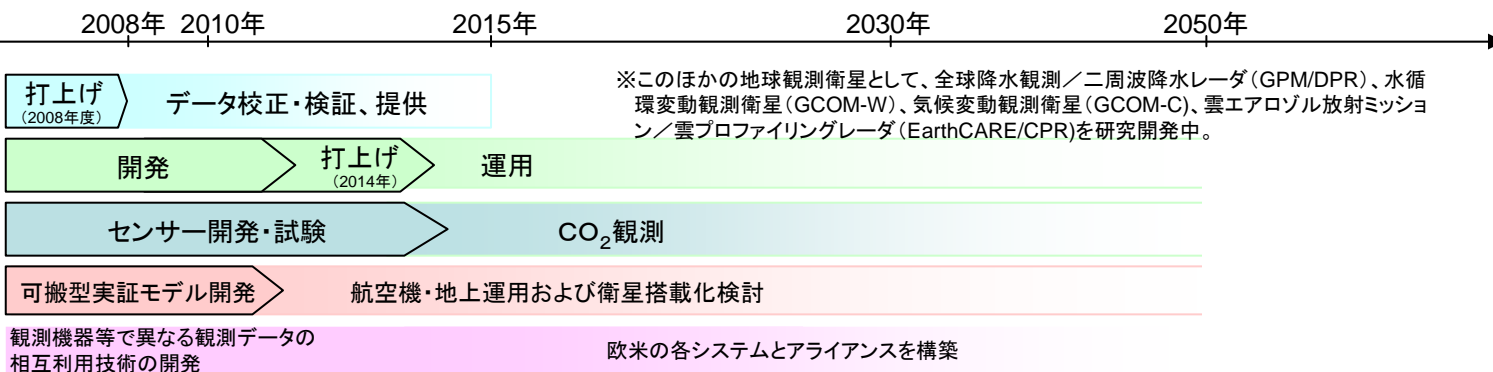 2008年 2010年 2015年 2030年 2050年
打上げ
(2008年度)
データ校正・検証、提供
※このほかの地球観測衛星として、全球降水観測／二周波降水レーダ(GPM/DPR)、水循
環変動観測衛星(GCOM-W)、気候変動観測衛星(GCOM-C)、雲エアロゾル放射ミッショ
ン／雲プロファイリングレーダ(EarthCARE/CPR)を研究開発中。
開発
打上げ
(2014年)
運用
センサー開発・試験
CO2観測
可搬型実証モデル開発
航空機・地上運用および衛星搭載化検討
観測機器等で異なる観測データの
相互利用技術の開発
欧米の各システムとアライアンスを構築